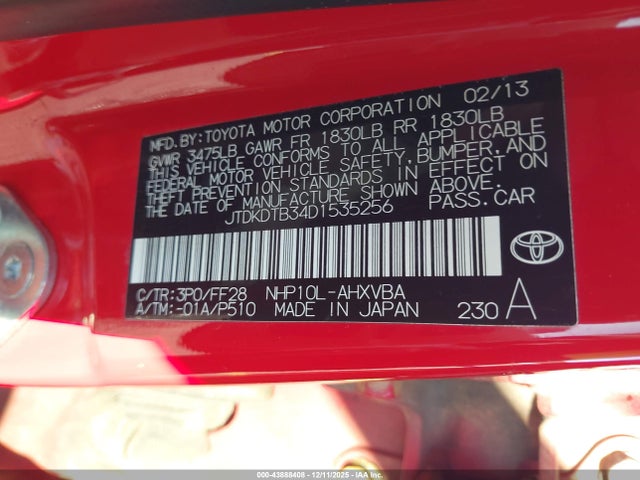 MFD. BY: TOYOTA MOTOR CORPORATION 02/13
GVWR 3475LB GAWR FR 1830LB RR 1830LB
THIS VEHICLE CONFORMS TO ALL APPLICABLE
FEDERAL MOTOR VEHICLE SAFETY, BUMPER, AND
THEFT PREVENTION STANDARDS IN EFFECT ON
THE DATE OF MANUFACTURE SHOWN ABOVE.
JTDKDTB34D1535256 PASS. CAR
C/TR: 3P0/FF28 NHP10L-AHXVBA
A/TM: -01A/P510 MADE IN JAPAN 230 A
000-43888408 - 12/11/2025 - IAAI.COM